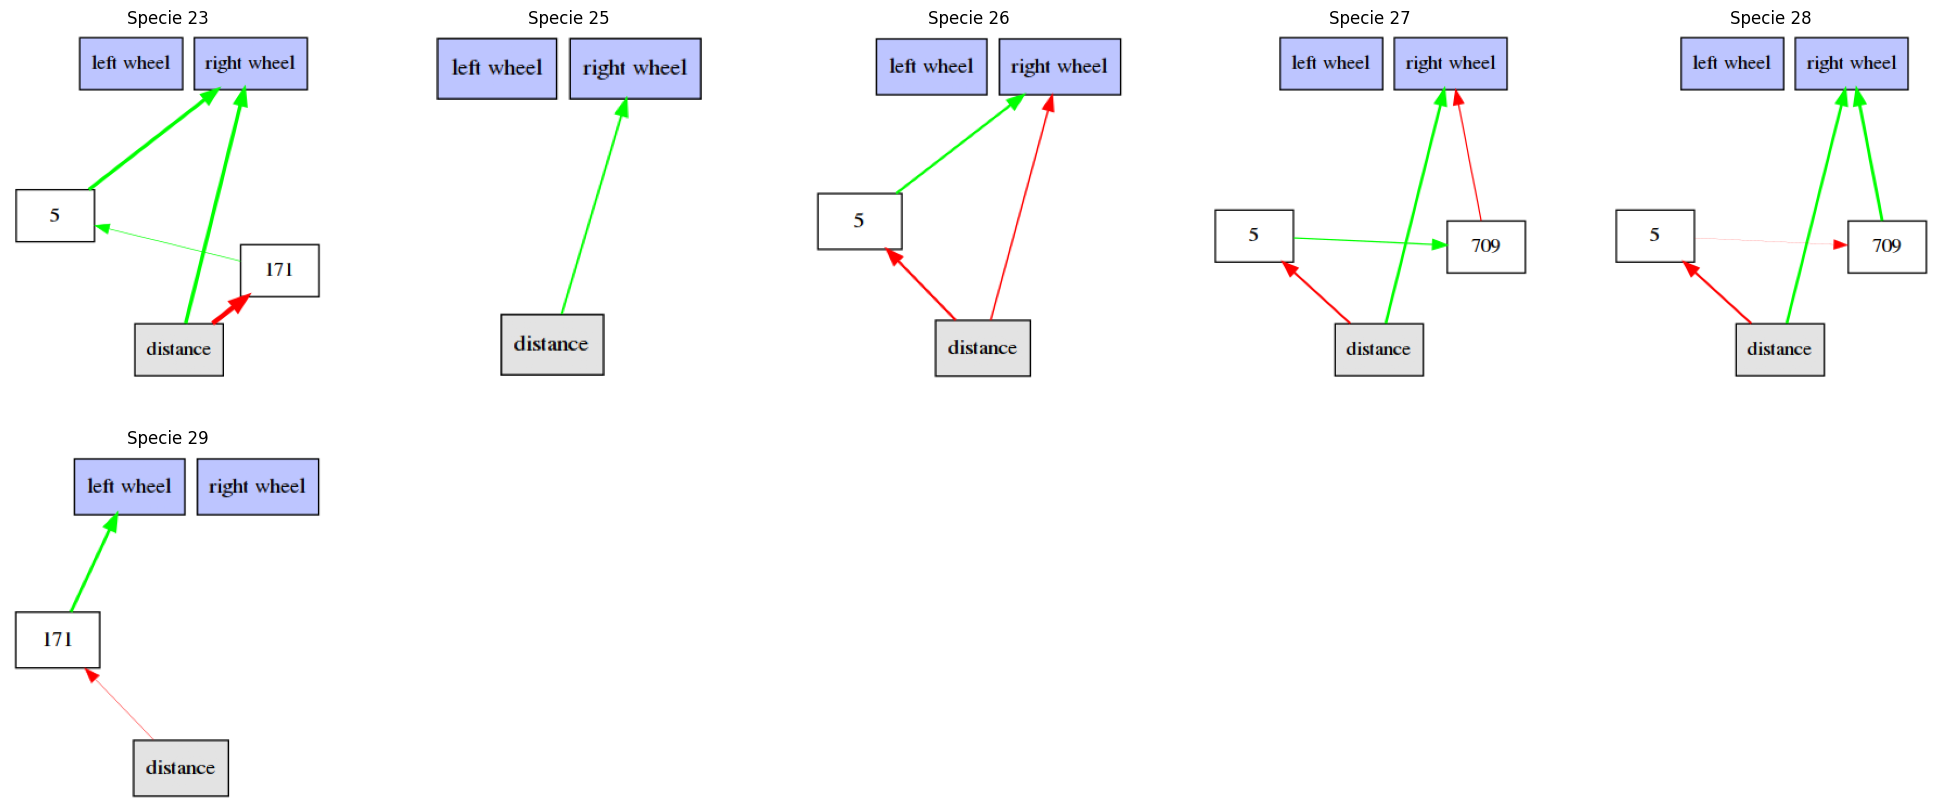 Specie 23
left wheel
right wheel
5
171
distance
Specie 25
left wheel
right wheel
distance
Specie 26
left wheel
right wheel
5
distance
Specie 27
left wheel
right wheel
5
709
distance
Specie 28
left wheel
right wheel
5
709
distance
Specie 29
left wheel
right wheel
171
distance